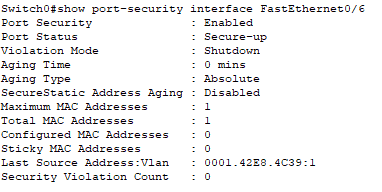 Switch0#show port-security interface FastEthernet0/6
Port Security : Enabled
Port Status : Secure-up
Violation Mode : Shutdown
Aging Time : 0 mins
Aging Type : Absolute
SecureStatic Address Aging : Disabled
Maximum MAC Addresses : 1
Total MAC Addresses : 1
Configured MAC Addresses : 0
Sticky MAC Addresses : 0
Last Source Address:Vlan : 0001.42E8.4C39:1
Security Violation Count : 0